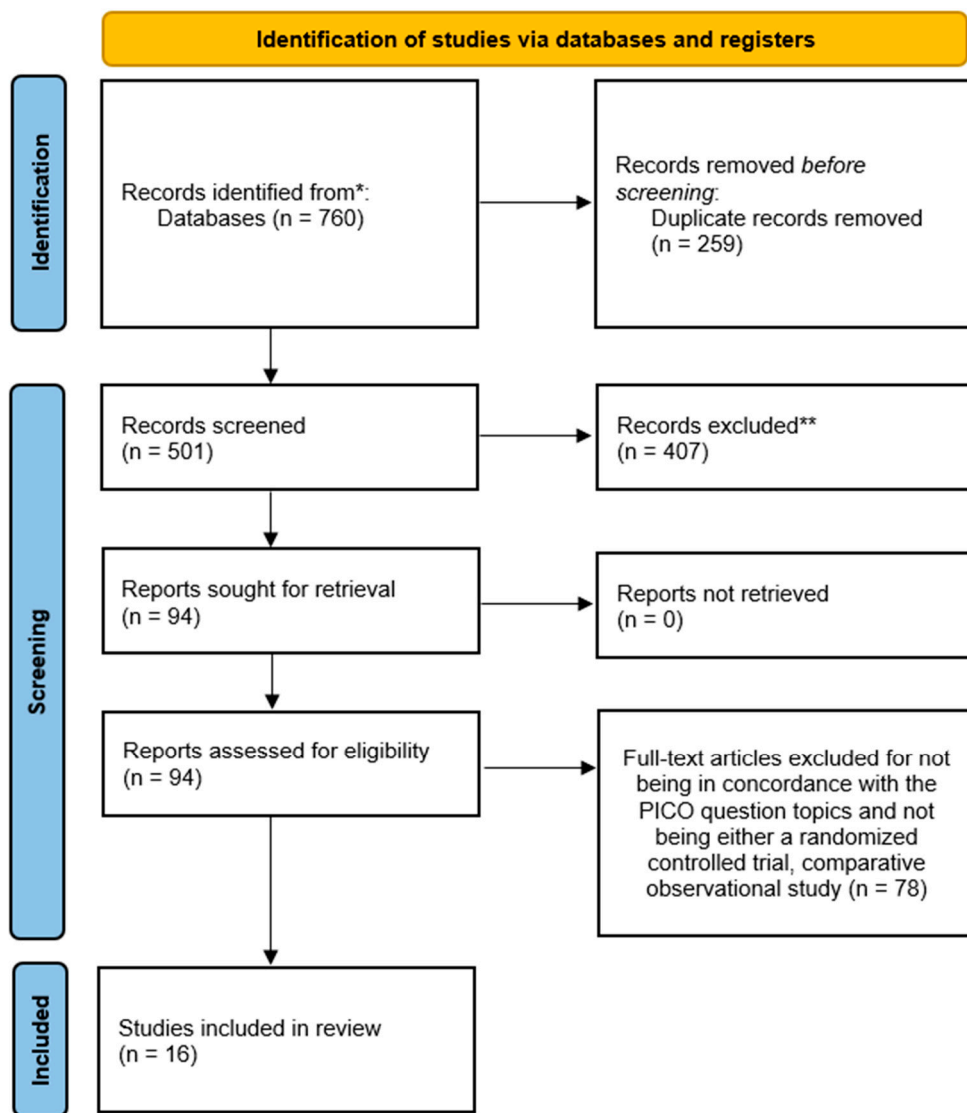 Identification of studies via databases and registers
Identification
Records identified from*:
Databases (n = 760)
Records removed before
screening:
Duplicate records removed
(n = 259)
Screening
Records screened
(n = 501)
Records excluded**
(n = 407)
Reports sought for retrieval
(n = 94)
Reports not retrieved
(n = 0)
Reports assessed for eligibility
(n = 94)
Full-text articles excluded for not
being in concordance with the
PICO question topics and not
being either a randomized
controlled trial, comparative
observational study (n = 78)
Included
Studies included in review
(n = 16)